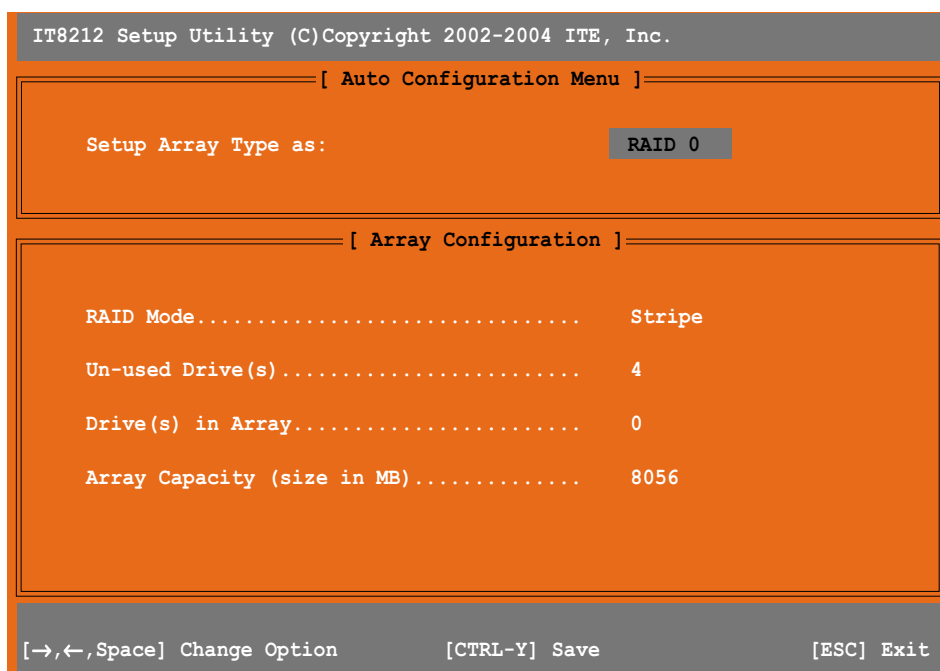 IT8212 Setup Utility (C)Copyright 2002-2004 ITE, Inc.
[ Auto Configuration Menu ]
Setup Array Type as: RAID 0
[ Array Configuration ]
RAID Mode................................ Stripe
Un-used Drive(s)......................... 4
Drive(s) in Array........................ 0
Array Capacity (size in MB).............. 8056
[→,←,Space] Change Option [CTRL-Y] Save [ESC] Exit